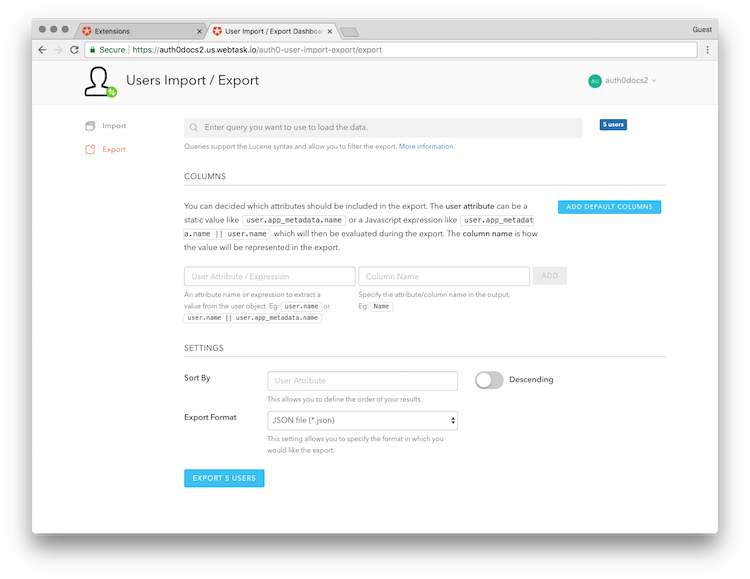 Extensions
User Import / Export Dashboa
Guest
Secure
https://auth0docs2.us.webtask.io/auth0-user-import-export/export
Users Import / Export
AU
auth0docs2
Import
Export
Enter query you want to use to load the data.
5 users
Queries support the Lucene syntax and allow you to filter the export. More information.
COLUMNS
You can decided which attributes should be included in the export. The user attribute can be a
static value like user.app_metadata.name or a Javascript expression like user.app_metadat
a.name || user.name which will then be evaluated during the export. The column name is how
the value will be represented in the export.
ADD DEFAULT COLUMNS
User Attribute / Expression
Column Name
ADD
An attribute name or expression to extract a
value from the user object. Eg: user.name or
user.name || user.app_metadata.name
Specify the attribute/column name in the output.
Eg: Name
SETTINGS
Sort By
User Attribute
Descending
This allows you to define the order of your results.
Export Format
JSON file (*.json)
This setting allows you to specify the format in which you
would like the export.
EXPORT 5 USERS